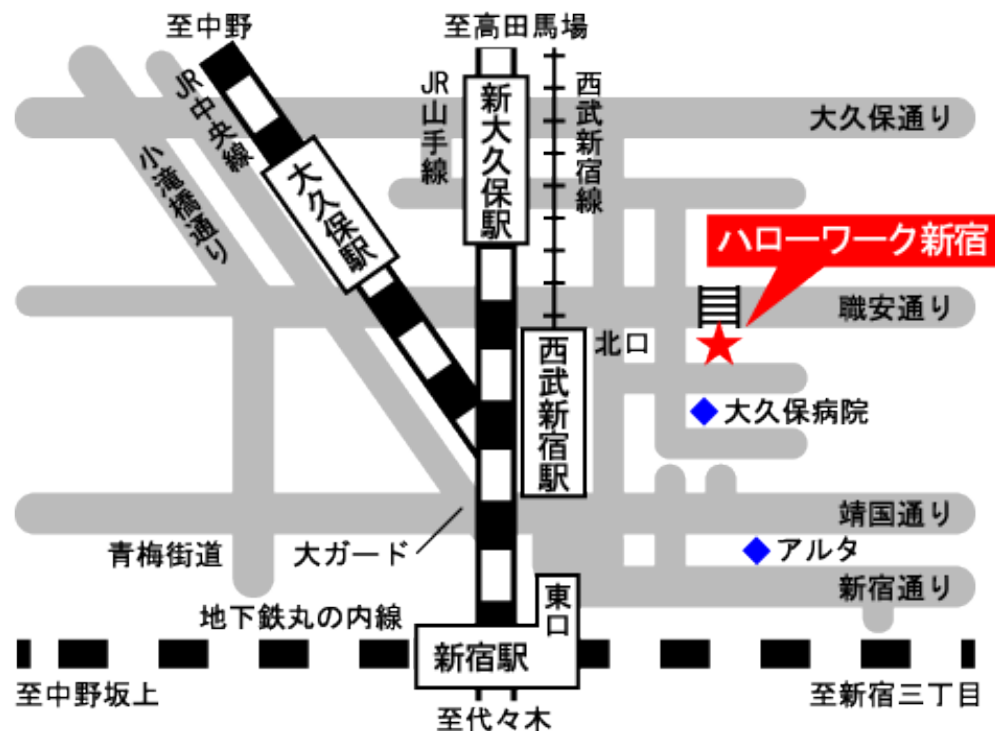 至中野
至高田馬場
JR中央線
JR山手線
新大久保駅
西武新宿線
大久保通り
小滝橋通り
大久保駅
ハローワーク新宿
職安通り
西武新宿駅
北口
大久保病院
靖国通り
青梅街道
大ガード
アルタ
新宿通り
東口
地下鉄丸の内線
新宿駅
至中野坂上
至新宿三丁目
至代々木